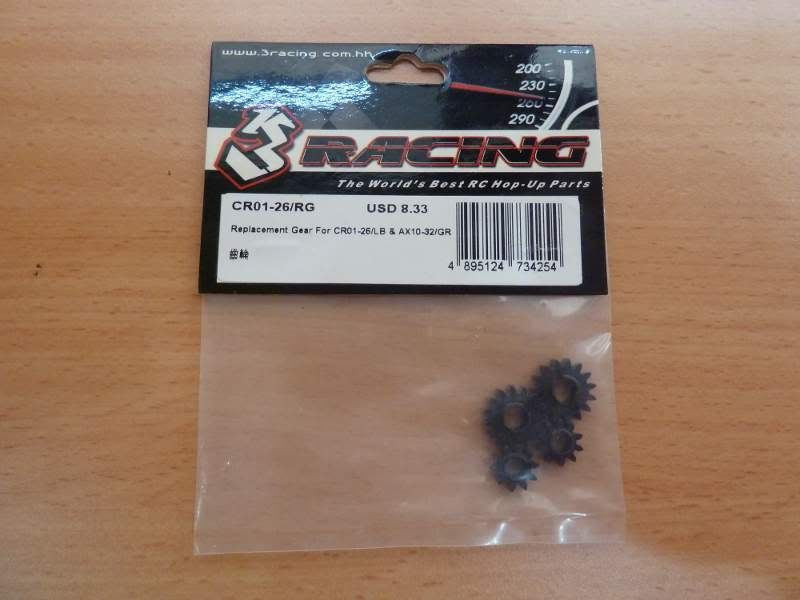 www.3racing.com.hk
200
230
260
290
3RACING
The World's Best RC Hop-Up Parts
CR01-26/RG USD 8.33
Replacement Gear For CR01-26/LB & AX10-32/GR
齒輪
4 895124 734254